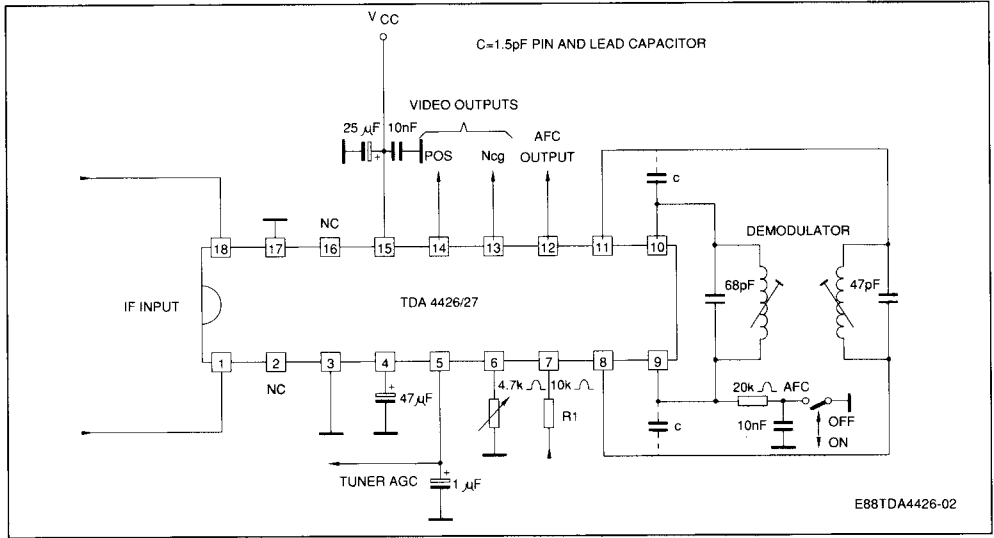 V CC
C=1.5pF PIN AND LEAD CAPACITOR
VIDEO OUTPUTS
25 µF
10nF
AFC
OUTPUT
POS
Ncg
c
NC
18
17
16
15
14
13
12
11
10
DEMODULATOR
68pF
47pF
IF INPUT
TDA 4426/27
1
2
3
4
5
6
7
8
9
NC
47µF
4.7k
10k
R1
20k
AFC
OFF
ON
10nF
c
TUNER AGC
1 µF
E88TDA4426-02